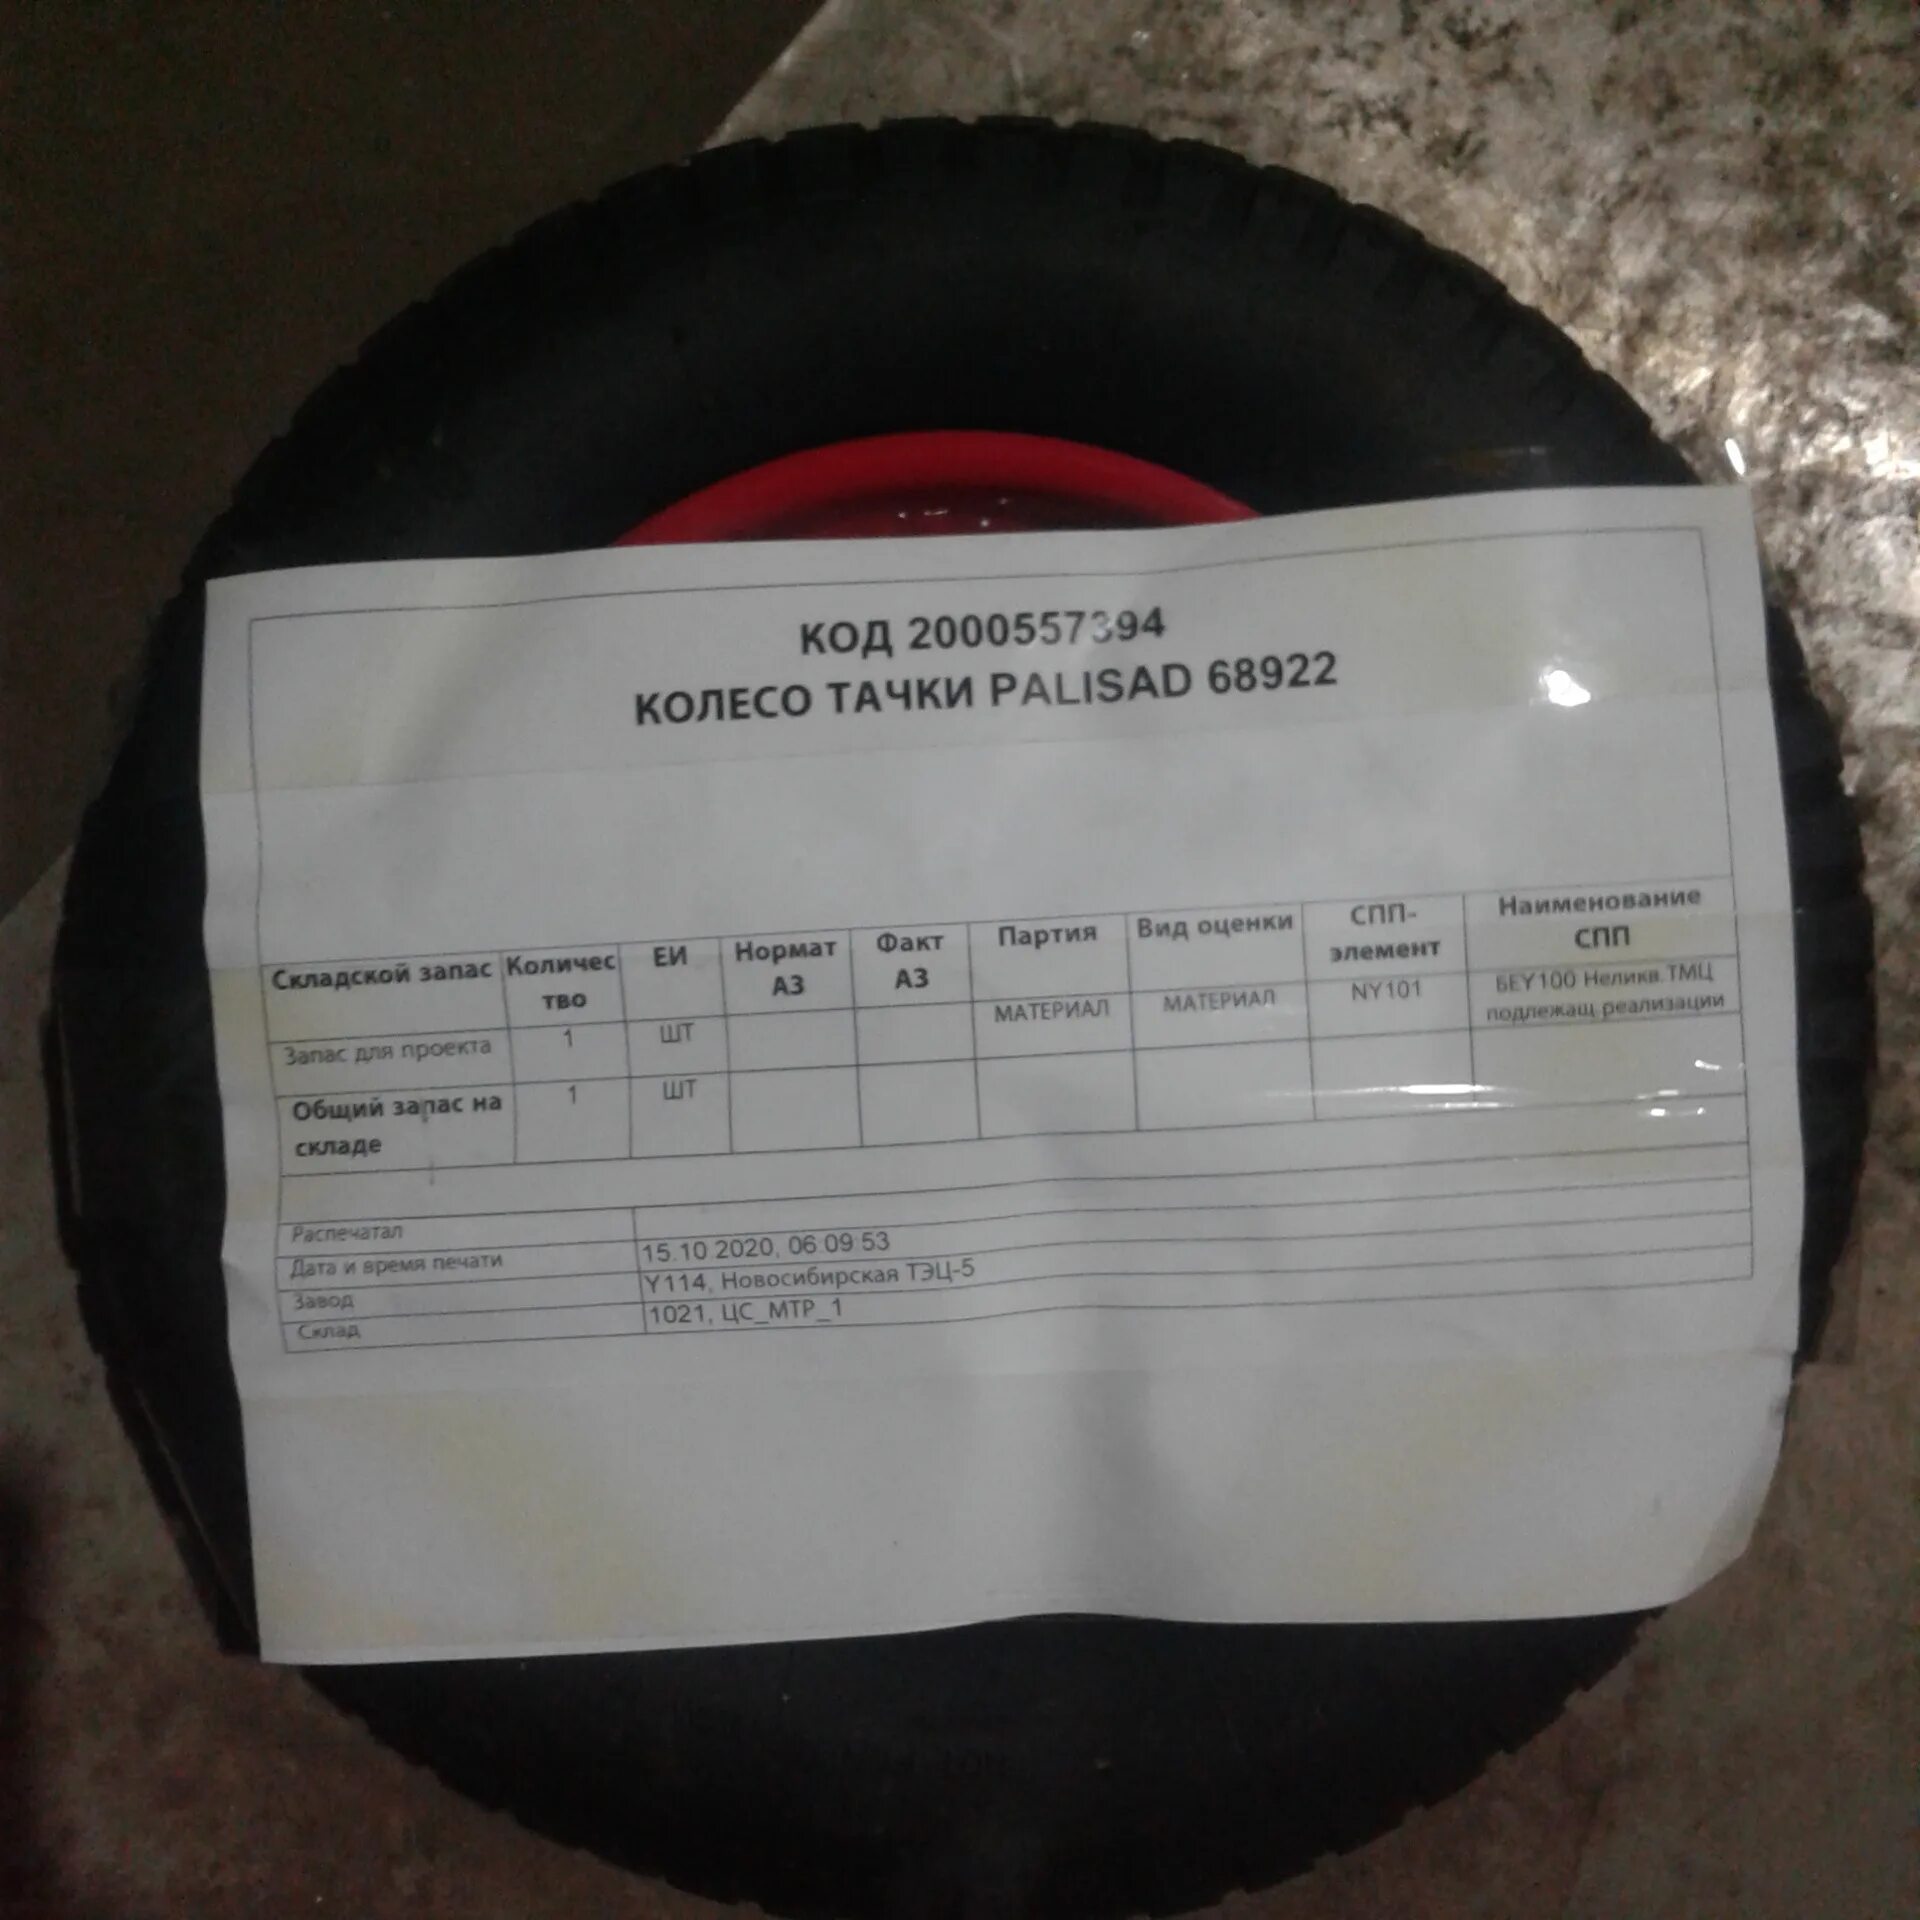 КОД 2000557394
КОЛЕСО ТАЧКИ PALISAD 68922
Складской запас Количес тво ЕИ Нормат АЗ Факт АЗ Партия Вид оценки СПП-элемент Наименование СПП
Запас для проекта 1 ШТ МАТЕРИАЛ МАТЕРИАЛ NY101 БЕY100 Неликв.ТМЦ подлежащ реализации
Общий запас на складе 1 ШТ
Распечатал
Дата и время печати 15.10.2020, 06:09:53
Завод Y114, Новосибирская ТЭЦ-5
Склад 1021, ЦС_МТР_1